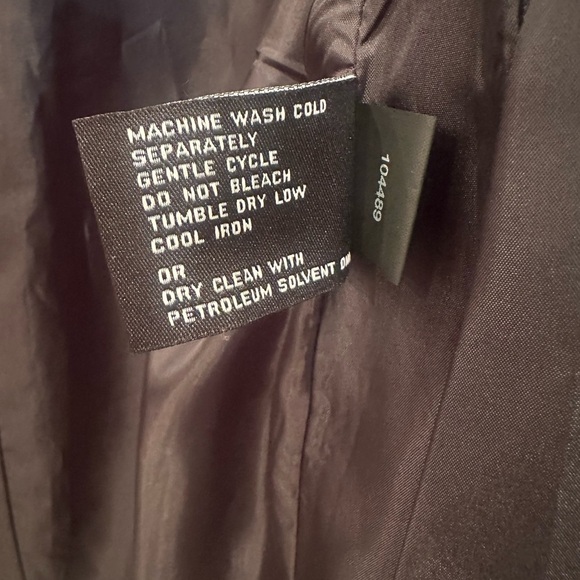 MACHINE WASH COLD
SEPARATELY
GENTLE CYCLE
DO NOT BLEACH
TUMBLE DRY LOW
COOL IRON
OR
DRY CLEAN WITH
PETROLEUM SOLVENT
104489